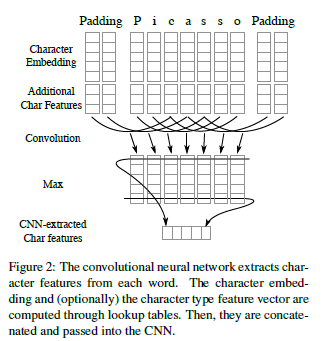 Padding P i c a s s o Padding
Character
Embedding
Additional
Char Features
Convolution
Max
CNN-extracted
Char features
Figure 2: The convolutional neural network extracts char-
acter features from each word. The character embed-
ding and (optionally) the character type feature vector are
computed through lookup tables. Then, they are concate-
nated and passed into the CNN.